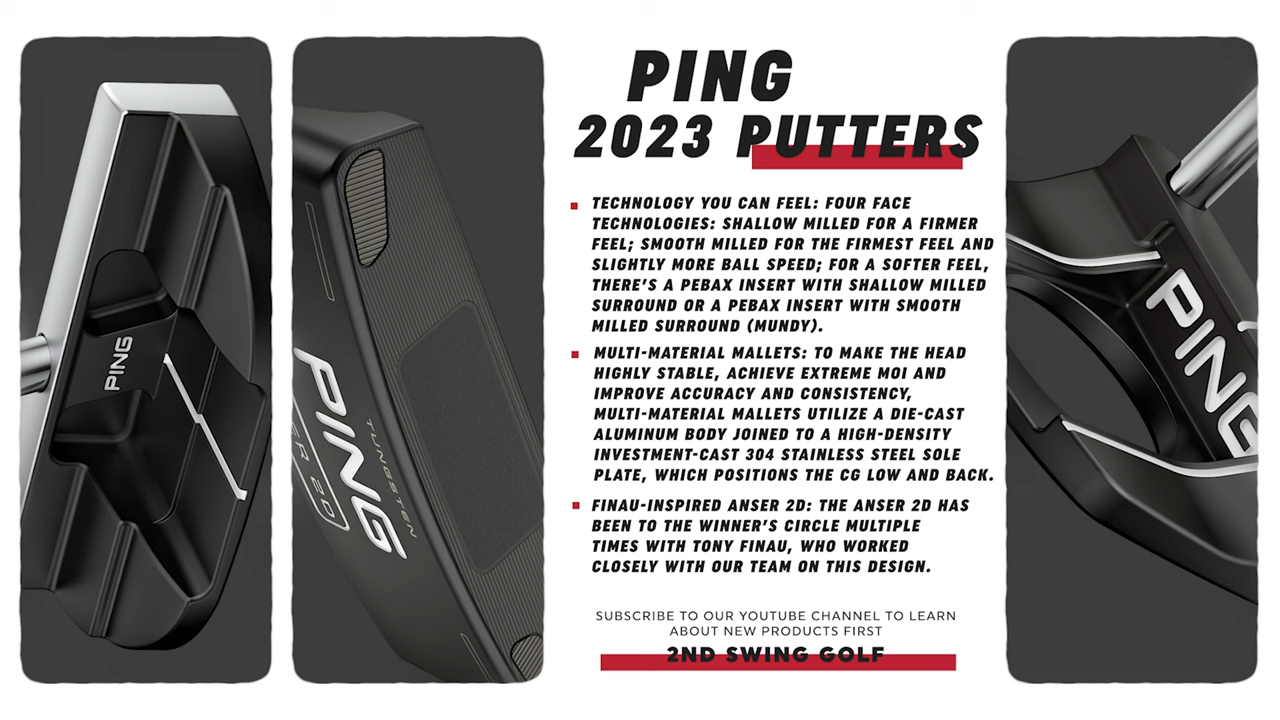 PING
2023 PUTTERS
TECHNOLOGY YOU CAN FEEL: FOUR FACE
TECHNOLOGIES: SHALLOW MILLED FOR A FIRMER
FEEL; SMOOTH MILLED FOR THE FIRMEST FEEL AND
SLIGHTLY MORE BALL SPEED; FOR A SOFTER FEEL,
THERE'S A PEBAX INSERT WITH SHALLOW MILLED
SURROUND OR A PEBAX INSERT WITH SMOOTH
MILLED SURROUND (MUNDY).
MULTI-MATERIAL MALLETS: TO MAKE THE HEAD
HIGHLY STABLE, ACHIEVE EXTREME MOI AND
IMPROVE ACCURACY AND CONSISTENCY,
MULTI-MATERIAL MALLETS UTILIZE A DIE-CAST
ALUMINUM BODY JOINED TO A HIGH-DENSITY
INVESTMENT-CAST 304 STAINLESS STEEL SOLE
PLATE, WHICH POSITIONS THE CG LOW AND BACK.
FINAU-INSPIRED ANSER 2D: THE ANSER 2D HAS
BEEN TO THE WINNER'S CIRCLE MULTIPLE
TIMES WITH TONY FINAU, WHO WORKED
CLOSELY WITH OUR TEAM ON THIS DESIGN.
SUBSCRIBE TO OUR YOUTUBE CHANNEL TO LEARN
ABOUT NEW PRODUCTS FIRST
2ND SWING GOLF
PING
PING
TUNGSTEN
ER 2D
PING